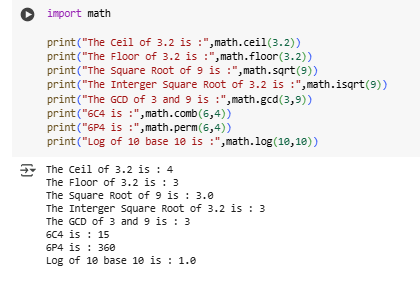 import math
print("The Ceil of 3.2 is :",math.ceil(3.2))
print("The Floor of 3.2 is :",math.floor(3.2))
print("The Square Root of 9 is :",math.sqrt(9))
print("The Interger Square Root of 3.2 is :",math.isqrt(9))
print("The GCD of 3 and 9 is :",math.gcd(3,9))
print("6C4 is :",math.comb(6,4))
print("6P4 is :",math.perm(6,4))
print("Log of 10 base 10 is :",math.log(10,10))
The Ceil of 3.2 is : 4
The Floor of 3.2 is : 3
The Square Root of 9 is : 3.0
The Interger Square Root of 3.2 is : 3
The GCD of 3 and 9 is : 3
6C4 is : 15
6P4 is : 360
Log of 10 base 10 is : 1.0